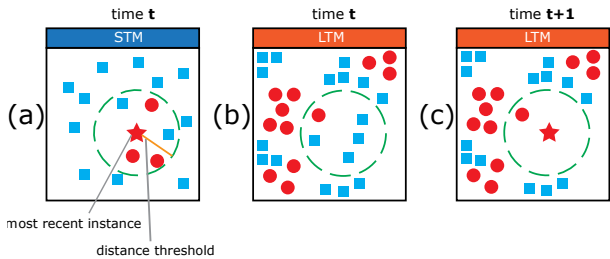 time t
time t
time t+1
STM
LTM
LTM
(a)
(b)
(c)
most recent instance
distance threshold